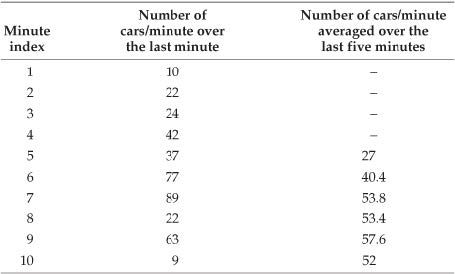 Minute index Number of cars/minute over the last minute Number of cars/minute averaged over the last five minutes
1 10 –
2 22 –
3 24 –
4 42 –
5 37 27
6 77 40.4
7 89 53.8
8 22 53.4
9 63 57.6
10 9 52